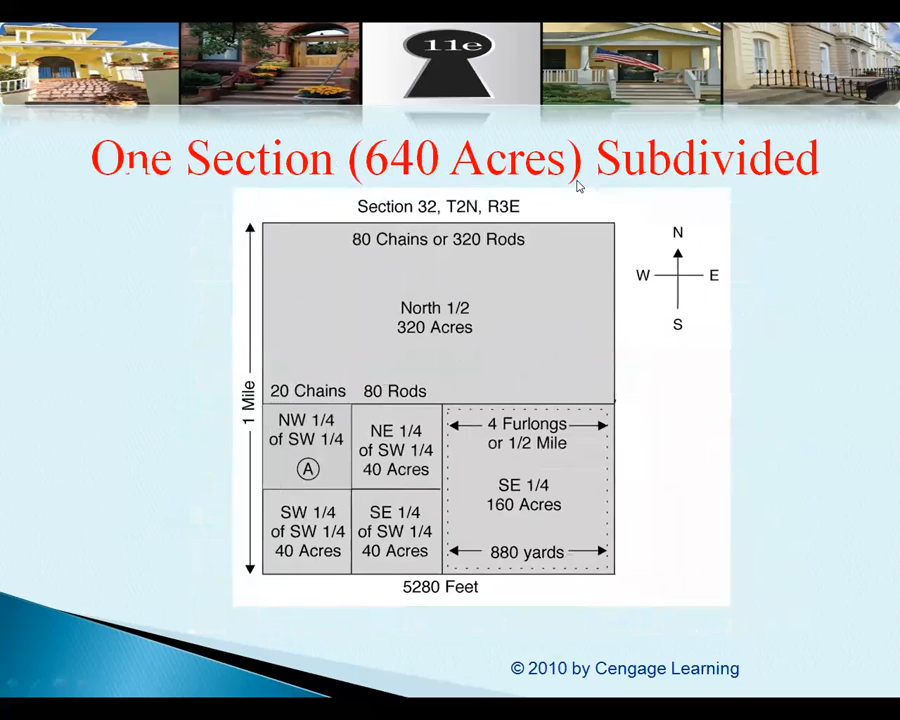 11e
One Section (640 Acres) Subdivided
Section 32, T2N, R3E
80 Chains or 320 Rods
North 1/2
320 Acres
1 Mile
20 Chains 80 Rods
NW 1/4
of SW 1/4
A
NE 1/4
of SW 1/4
40 Acres
4 Furlongs
or 1/2 Mile
SE 1/4
160 Acres
880 yards
SW 1/4
of SW 1/4
40 Acres
SE 1/4
of SW 1/4
40 Acres
5280 Feet
N
W E
S
© 2010 by Cengage Learning